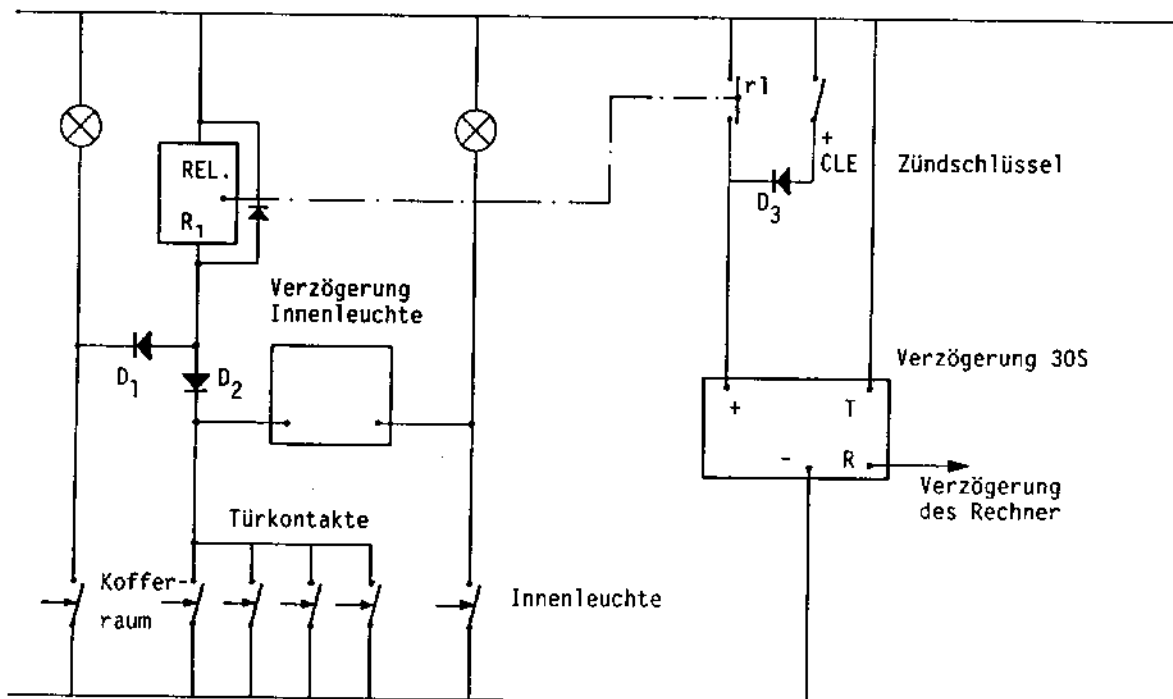 r1
+
CLE
Zündschlüssel
REL.
R1
D3
Verzögerung
Innenleuchte
D1
D2
Verzögerung 30S
+
T
-
R
Verzögerung
des Rechner
Türkontakte
Koffer-
raum
Innenleuchte